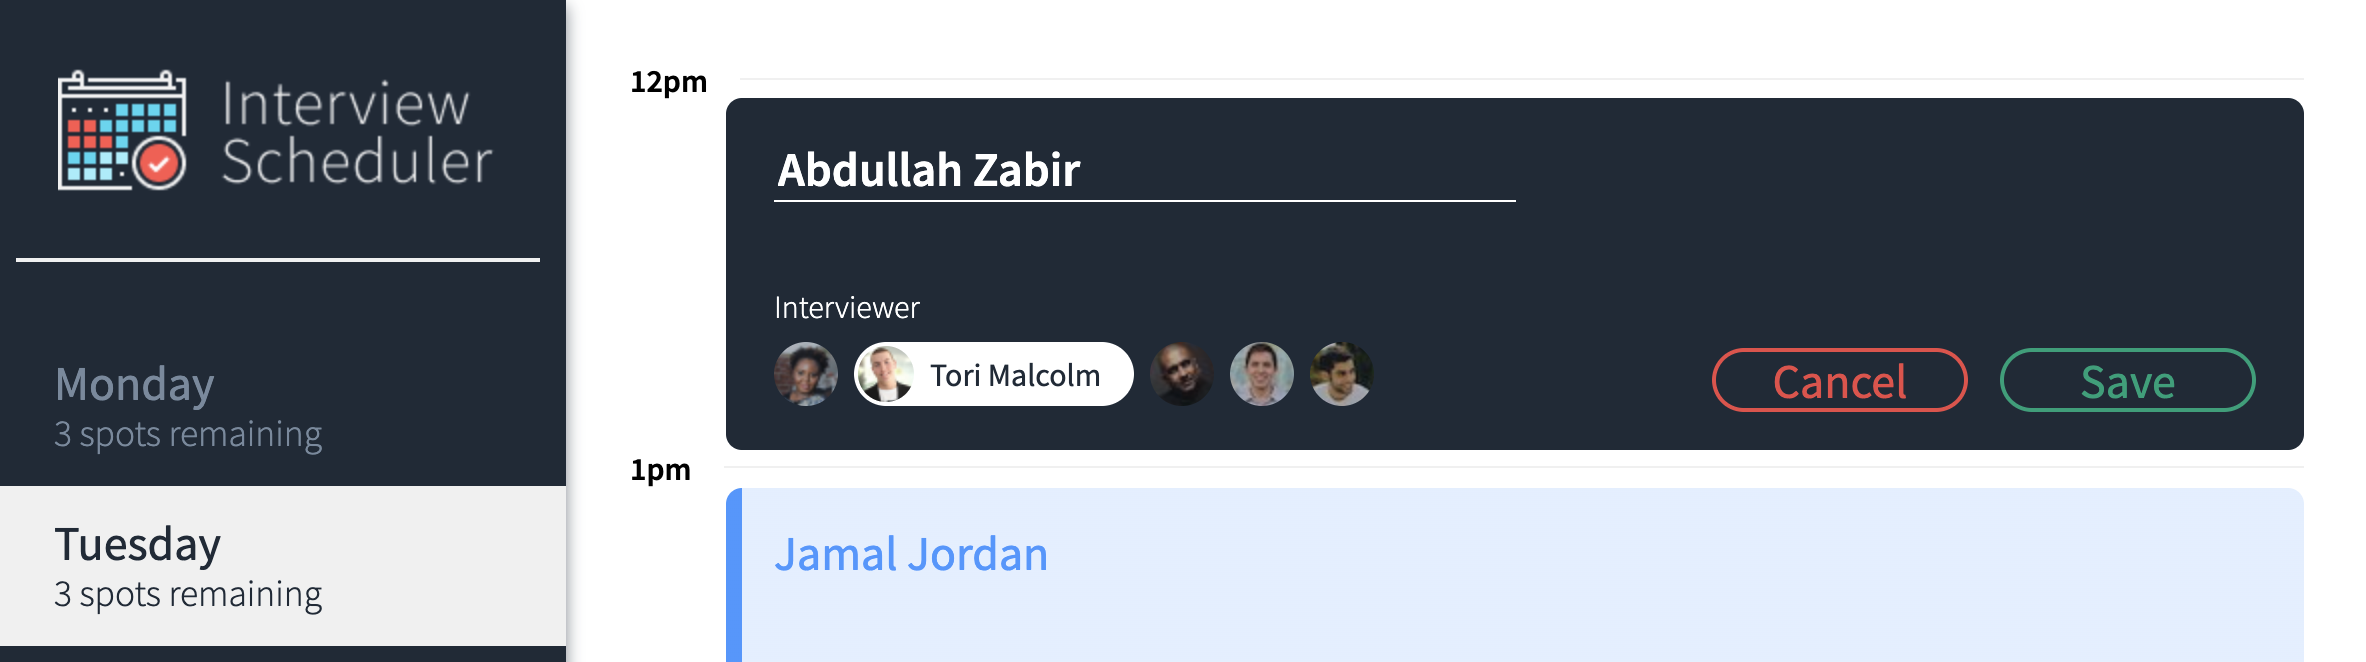 Interview
Scheduler
Monday
3 spots remaining
Tuesday
3 spots remaining
12pm
Abdullah Zabir
Interviewer
Tori Malcolm
Cancel
Save
1pm
Jamal Jordan